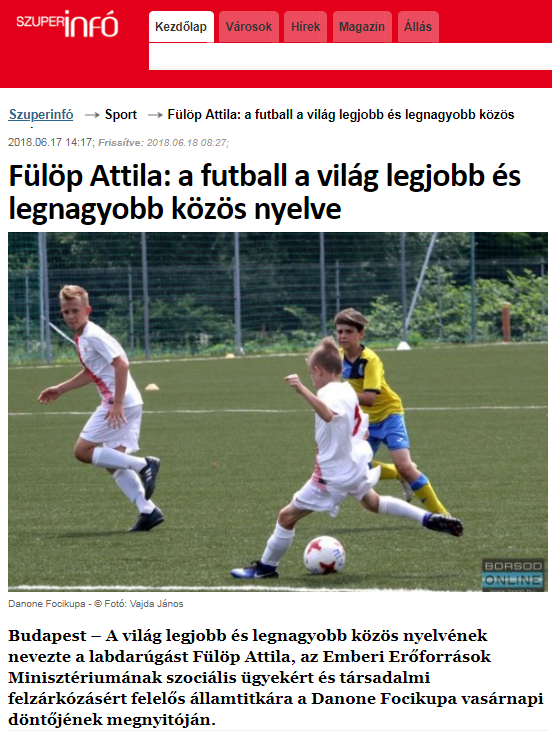 SZUPER infó
Kezdőlap Városok Hírek Magazin Állás
Szuperinfó → Sport → Fülöp Attila: a futball a világ legjobb és legnagyobb közös
2018.06.17 14:17; Frissítve: 2018.06.18 08:27;
Fülöp Attila: a futball a világ legjobb és
legnagyobb közös nyelve
BORSOD
ONLINE
Danone Focikupa - © Fotó: Vajda János
Budapest – A világ legjobb és legnagyobb közös nyelvének
nevezte a labdarúgást Fülöp Attila, az Emberi Erőforrások
Minisztériumának szociális ügyekért és társadalmi
felzárkózásért felelős államtitkára a Danone Focikupa vasárnapi
döntőjének megnyitóján.